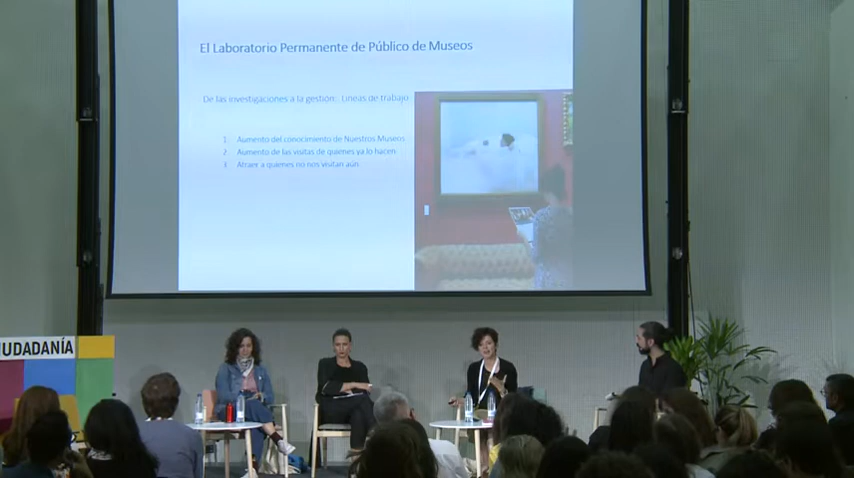 El Laboratorio Permanente de Público de Museos
De las investigaciones a la gestión. Líneas de trabajo
1 Aumento del conocimiento de Nuestros Museos
2 Aumento de las visitas de quienes ya lo hacen
3 Atraer a quienes no nos visitan aún
UDADANÍA